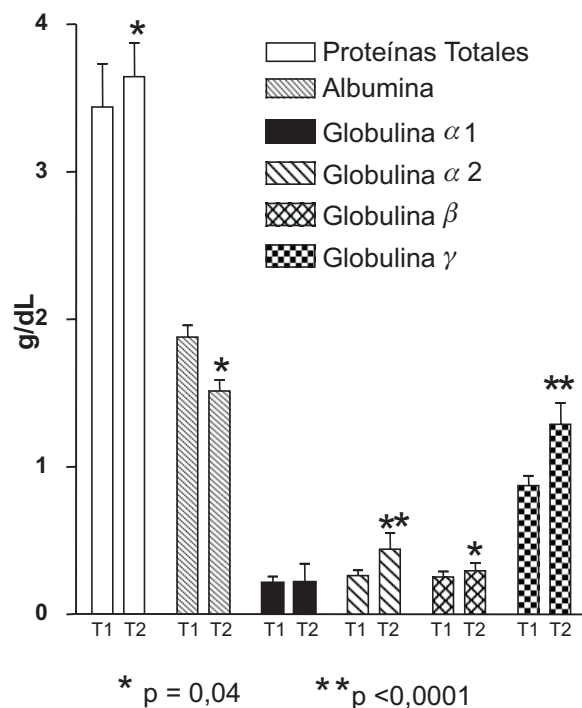 4
3
2
1
0
g/dL
Proteínas Totales
Albumina
Globulina α1
Globulina α2
Globulina β
Globulina γ
*
*
**
*
**
T1 T2 T1 T2 T1 T2 T1 T2 T1 T2 T1 T2
* p = 0,04 **p <0,0001